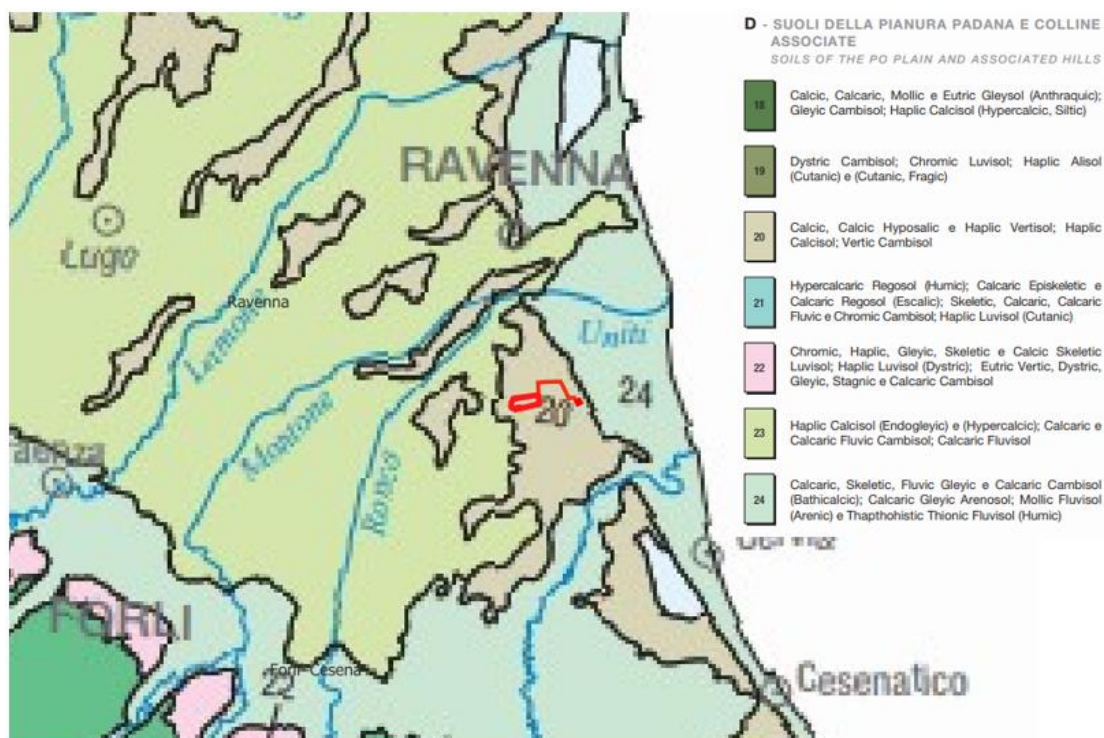 RAVENNA
Lugo
Ravenna
Lamone
Uniti
24
20
Montone
Ronco
FORLI
Forlì-Cesena
22
Cesenatico
D - SUOLI DELLA PIANURA PADANA E COLLINE
ASSOCIATE
SOILS OF THE PO PLAIN AND ASSOCIATED HILLS
18
Calcic, Calcaric, Mollic e Eutric Gleysol (Anthraquic);
Gleyic Cambisol; Haplic Calcisol (Hypercalcic, Siltic)
19
Dystric Cambisol; Chromic Luvisol; Haplic Alisol
(Cutanic) e (Cutanic, Fragic)
20
Calcic, Calcic Hyposalic e Haplic Vertisol; Haplic
Calcisol; Vertic Cambisol
21
Hypercalcaric Regosol (Humic); Calcaric Episkeletic e
Calcaric Regosol (Escalic); Skeletic, Calcaric, Calcaric
Fluvic e Chromic Cambisol; Haplic Luvisol (Cutanic)
22
Chromic, Haplic, Gleyic, Skeletic e Calcic Skeletic
Luvisol; Haplic Luvisol (Dystric); Eutric Vertic, Dystric,
Gleyic, Stagnic e Calcaric Cambisol
23
Haplic Calcisol (Endogleyic) e (Hypercalcic); Calcaric e
Calcaric Fluvic Cambisol; Calcaric Fluvisol
24
Calcaric, Skeletic, Fluvic Gleyic e Calcaric Cambisol
(Bathicalcic); Calcaric Gleyic Arenosol; Mollic Fluvisol
(Arenic) e Thapthohistic Thionic Fluvisol (Humic)